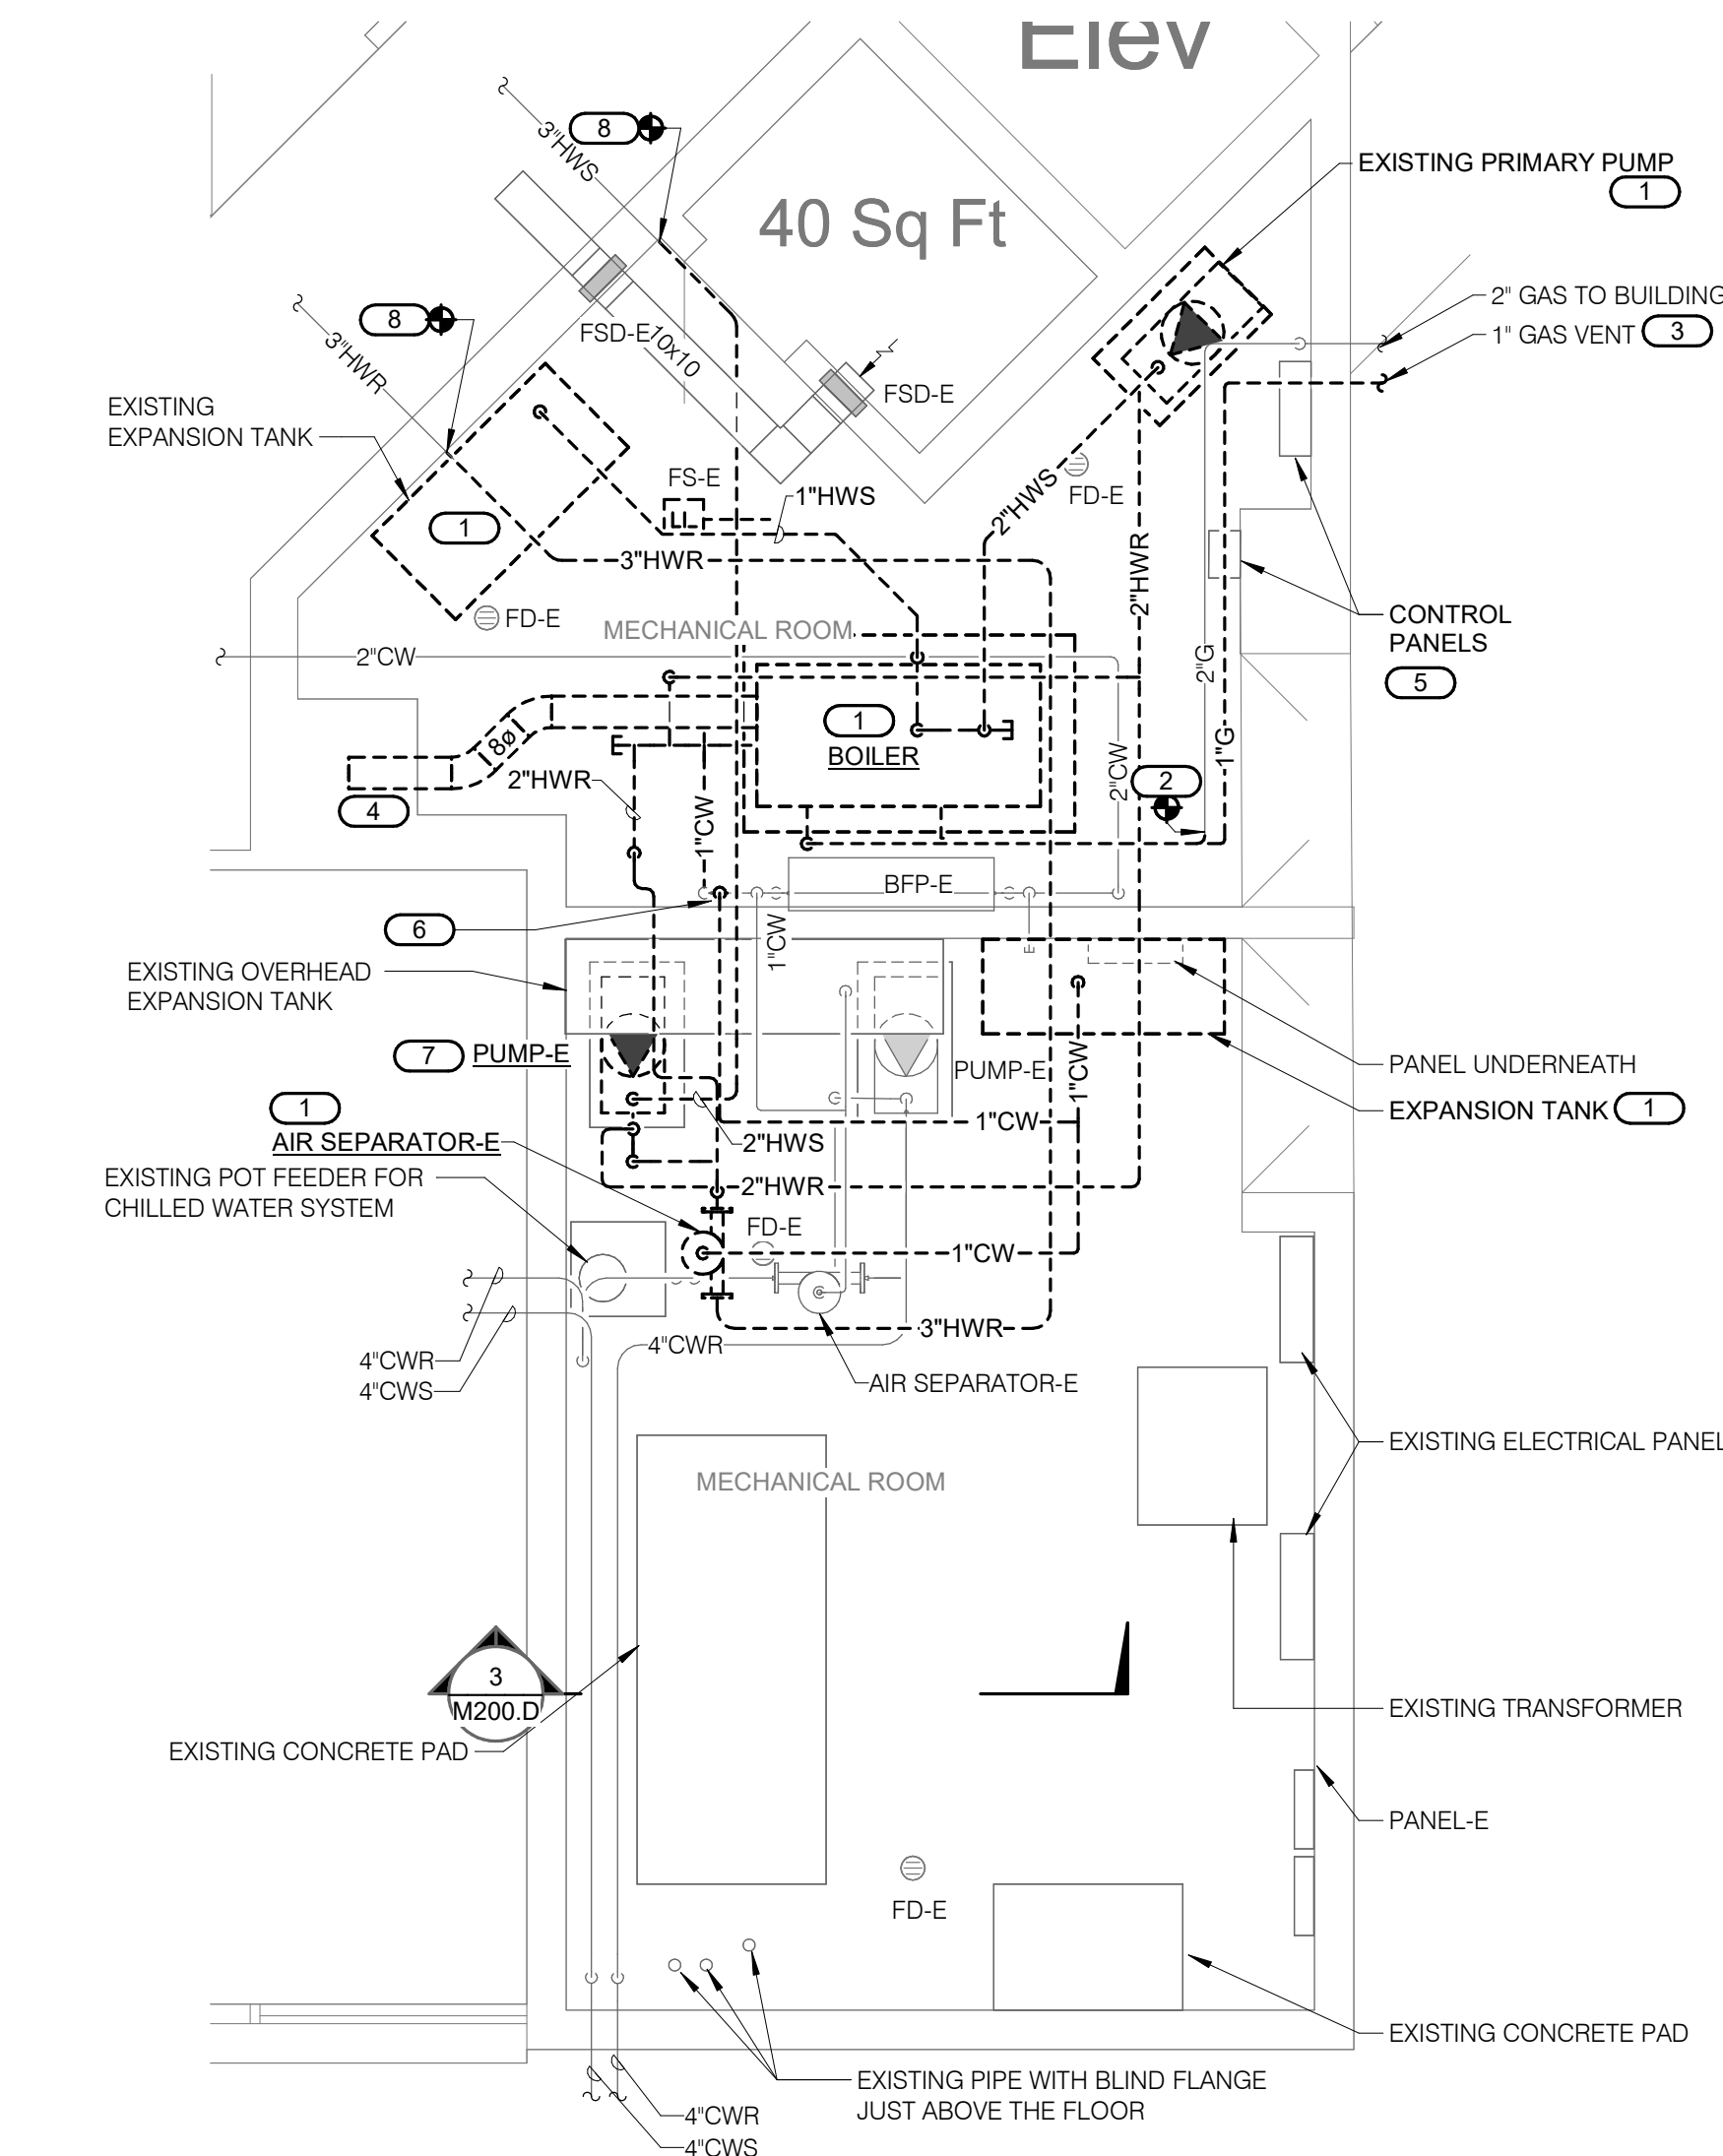 Elev
8
3"HWS
40 Sq Ft
EXISTING PRIMARY PUMP
1
2" GAS TO BUILDING
1" GAS VENT 3
8
3"HWR
FSD-E
10x10
FSD-E
EXISTING
EXPANSION TANK
FS-E
1"HWS
2"HWS
FD-E
1
3"HWR
2"HWR
FD-E
MECHANICAL ROOM
CONTROL
PANELS
5
2"CW
2"G
1
BOILER
8ø
4
2"HWR
1"CW
2"CW
2
1"G
BFP-E
6
1"CW
EXISTING OVERHEAD
EXPANSION TANK
7 PUMP-E
PUMP-E
1"CW
PANEL UNDERNEATH
EXPANSION TANK 1
1
AIR SEPARATOR-E
1"CW
2"HWS
EXISTING POT FEEDER FOR
CHILLED WATER SYSTEM
2"HWR
FD-E
1"CW
3"HWR
4"CWR
4"CWR
4"CWS
AIR SEPARATOR-E
EXISTING ELECTRICAL PANEL
MECHANICAL ROOM
3
M200.D
EXISTING TRANSFORMER
EXISTING CONCRETE PAD
PANEL-E
FD-E
EXISTING CONCRETE PAD
EXISTING PIPE WITH BLIND FLANGE
JUST ABOVE THE FLOOR
4"CWR
4"CWS